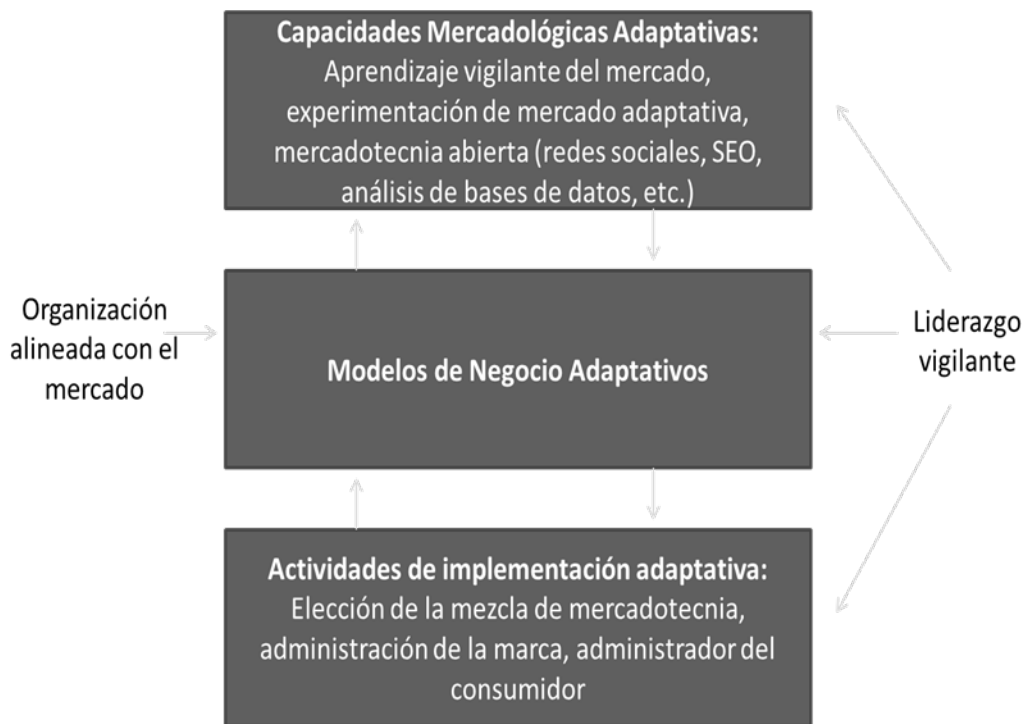 Capacidades Mercadológicas Adaptativas:
Aprendizaje vigilante del mercado,
experimentación de mercado adaptativa,
mercadotecnia abierta (redes sociales, SEO,
análisis de bases de datos, etc.)
Organización
alineada con el
mercado
Modelos de Negocio Adaptativos
Liderazgo
vigilante
Actividades de implementación adaptativa:
Elección de la mezcla de mercadotecnia,
administración de la marca, administrador del
consumidor